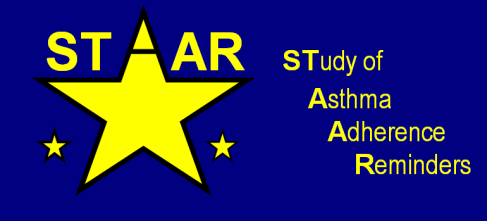 STAAR
STudy of
Asthma
Adherence
Reminders